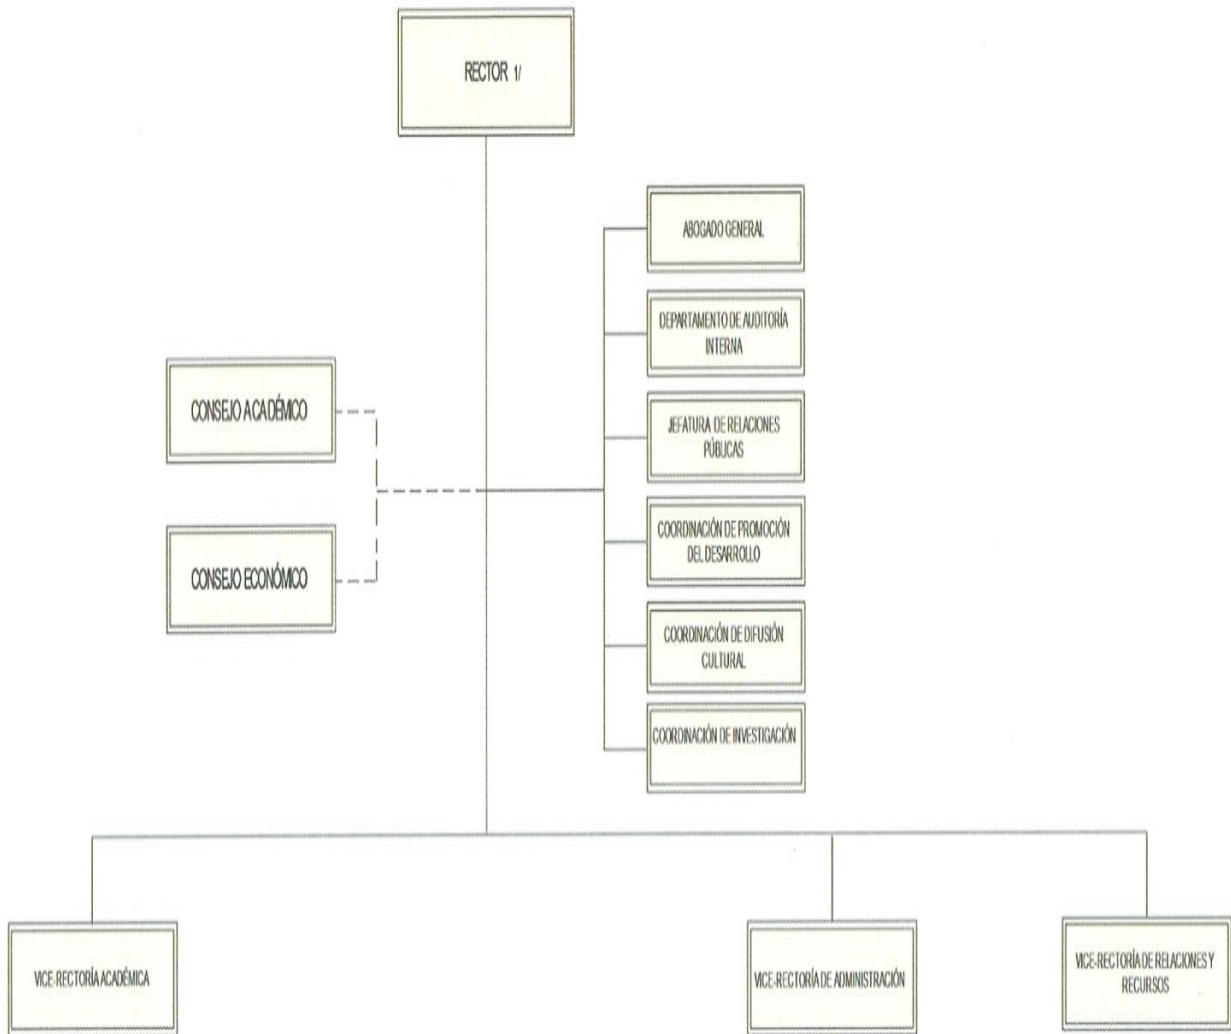 RECTOR 1/
ABOGADO GENERAL
DEPARTAMENTO DE AUDITORÍA
INTERNA
CONSEJO ACADÉMICO
JEFATURA DE RELACIONES
PÚBLICAS
COORDINACIÓN DE PROMOCIÓN
DEL DESARROLLO
CONSEJO ECONÓMICO
COORDINACIÓN DE DIFUSIÓN
CULTURAL
COORDINACIÓN DE INVESTIGACIÓN
VICE-RECTORÍA ACADÉMICA
VICE-RECTORÍA DE ADMINISTRACIÓN
VICE-RECTORÍA DE RELACIONES Y
RECURSOS